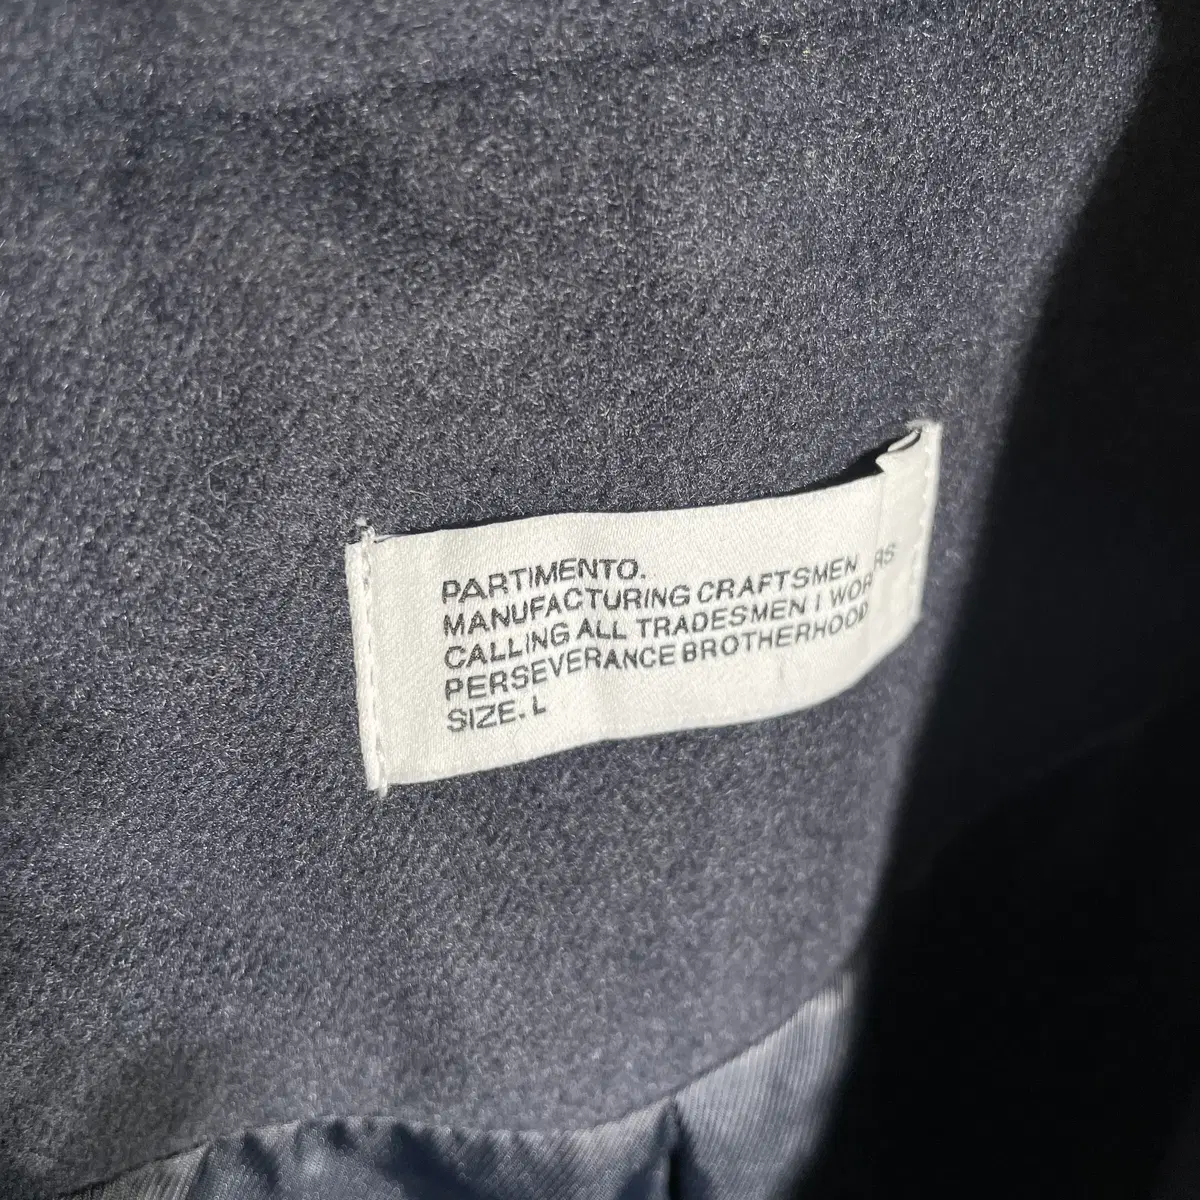 PARTIMENTO.
MANUFACTURING CRAFTSMEN
CALLING ALL TRADESMEN I
PERSEVERANCE BROTHERHOOD
SIZE. L